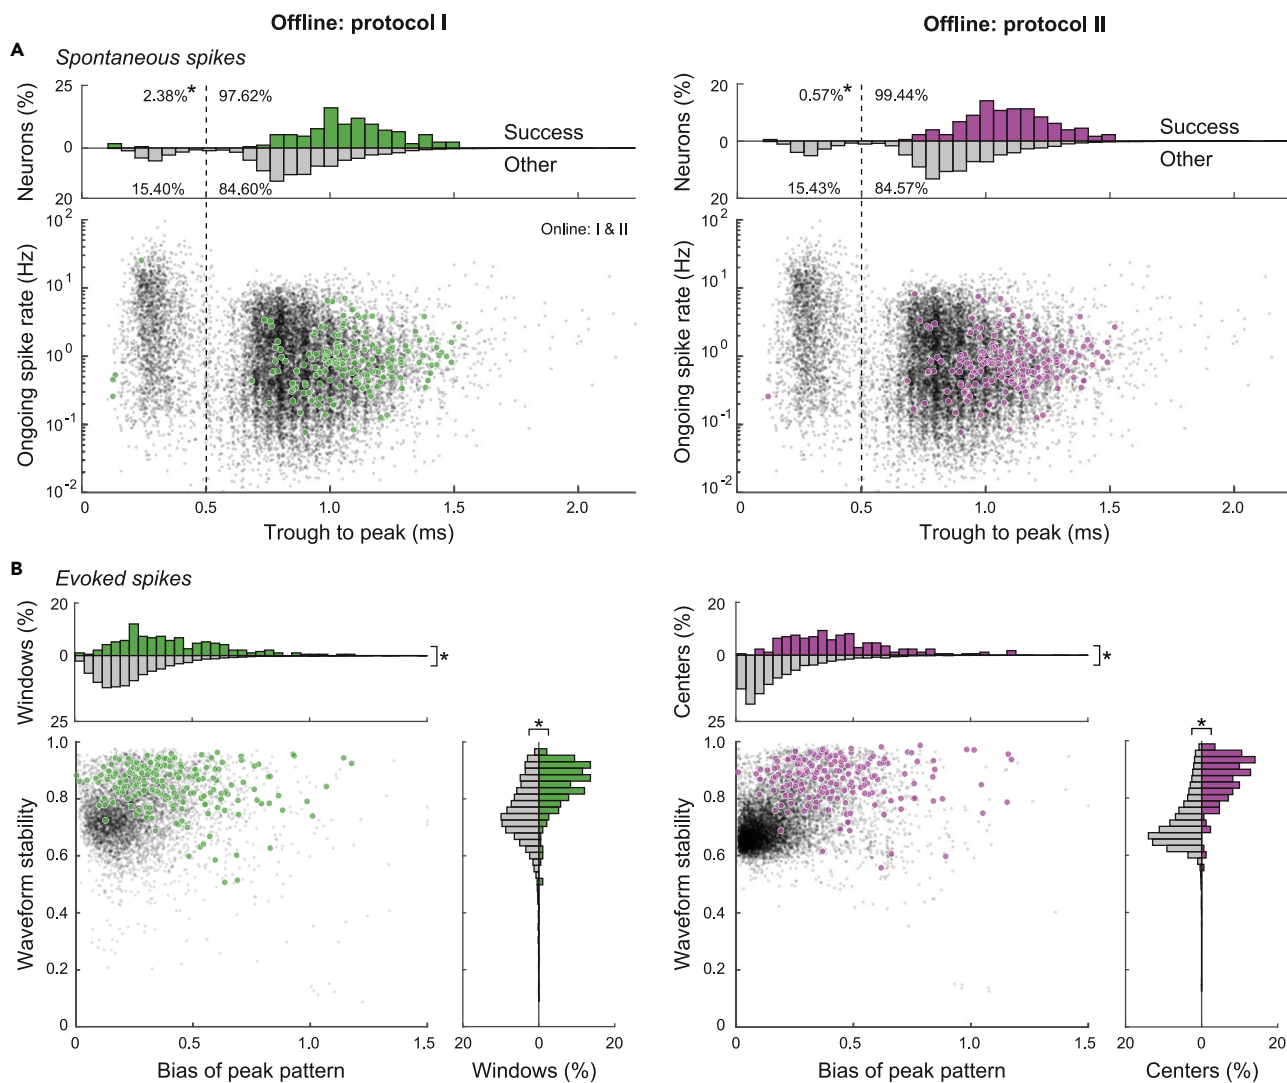 Offline: protocol I
Offline: protocol II
A
Spontaneous spikes
Neurons (%)
25
0
20
2.38%*
97.62%
Success
Other
15.40%
84.60%
Neurons (%)
20
0
20
0.57%*
99.44%
Success
Other
15.43%
84.57%
Ongoing spike rate (Hz)
10²
10¹
10⁰
10⁻¹
10⁻²
Online: I & II
0
0.5
1.0
1.5
2.0
Trough to peak (ms)
Ongoing spike rate (Hz)
10²
10¹
10⁰
10⁻¹
10⁻²
0
0.5
1.0
1.5
2.0
Trough to peak (ms)
B
Evoked spikes
Windows (%)
20
0
25
*
Centers (%)
20
0
25
*
Waveform stability
1.0
0.8
0.6
0.4
0.2
0
0
0.5
1.0
1.5
Bias of peak pattern
*
20
0
20
Windows (%)
Waveform stability
1.0
0.8
0.6
0.4
0.2
0
0
0.5
1.0
1.5
Bias of peak pattern
*
20
0
20
Centers (%)